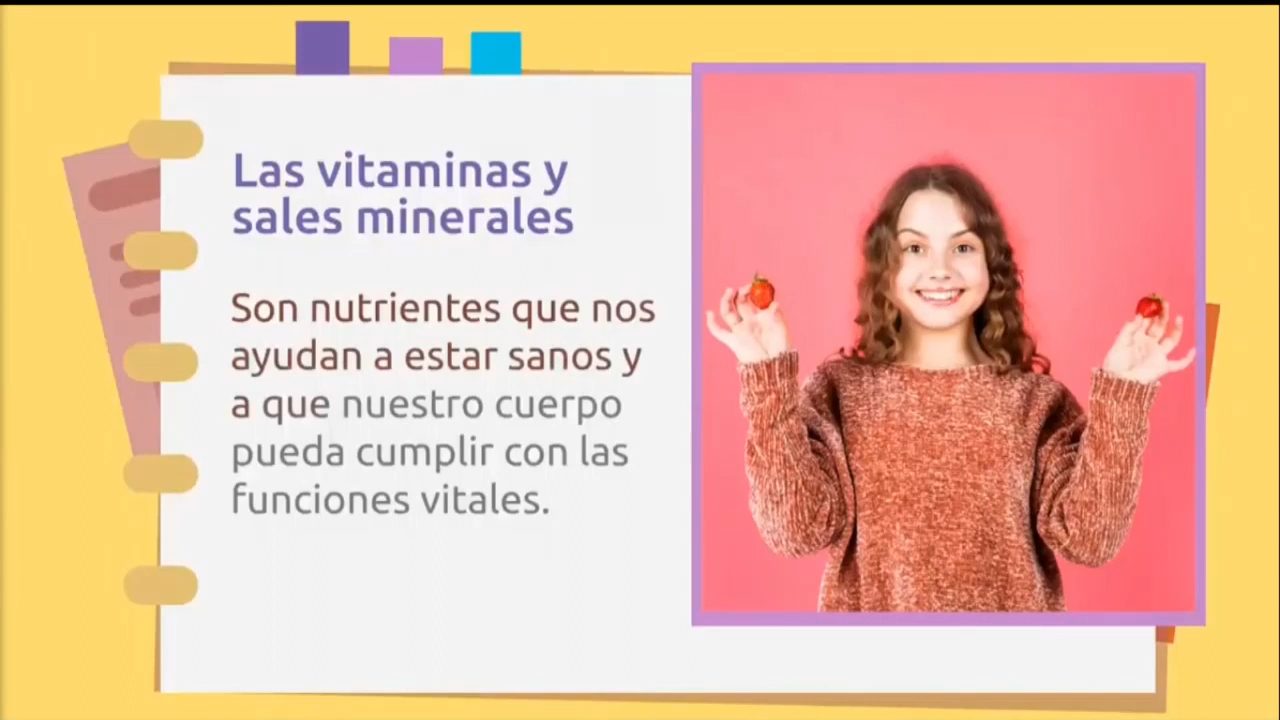 Las vitaminas y
sales minerales
Son nutrientes que nos
ayudan a estar sanos y
a que nuestro cuerpo
pueda cumplir con las
funciones vitales.